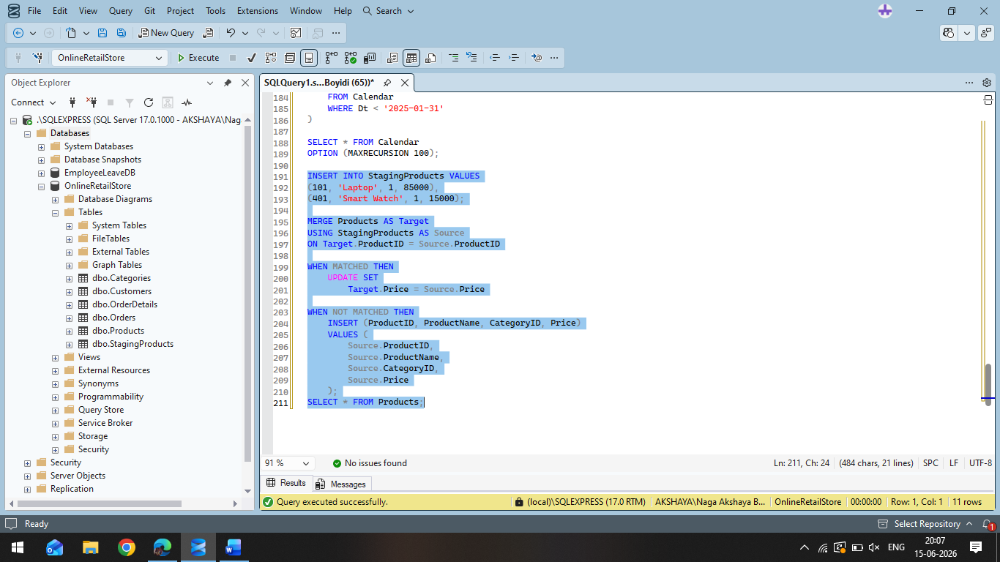 File Edit View Query Git Project Tools Extensions Window Help Search
New Query
OnlineRetailStore Execute
Object Explorer
Connect
.\SQLEXPRESS (SQL Server 17.0.1000 - AKSHAYA\Nag
Databases
System Databases
Database Snapshots
EmployeeLeaveDB
OnlineRetailStore
Database Diagrams
Tables
System Tables
FileTables
External Tables
Graph Tables
dbo.Categories
dbo.Customers
dbo.OrderDetails
dbo.Orders
dbo.Products
dbo.StagingProducts
Views
External Resources
Synonyms
Programmability
Query Store
Service Broker
Storage
Security
Security
Server Objects
Replication
SQLQuery1.s...Boyidi (65))*
184 FROM Calendar
185 WHERE Dt < '2025-01-31'
186 )
187
188 SELECT * FROM Calendar
189 OPTION (MAXRECURSION 100);
190
191 INSERT INTO StagingProducts VALUES
192 (101, 'Laptop', 1, 85000),
193 (401, 'Smart Watch', 1, 15000);
194
195 MERGE Products AS Target
196 USING StagingProducts AS Source
197 ON Target.ProductID = Source.ProductID
198
199 WHEN MATCHED THEN
200 UPDATE SET
201 Target.Price = Source.Price
202
203 WHEN NOT MATCHED THEN
204 INSERT (ProductID, ProductName, CategoryID, Price)
205 VALUES (
206 Source.ProductID,
207 Source.ProductName,
208 Source.CategoryID,
209 Source.Price
210 );
211 SELECT * FROM Products;
91 % No issues found Ln: 211, Ch: 24 (484 chars, 21 lines) SPC LF UTF-8
Results Messages
Query executed successfully. (local)\SQLEXPRESS (17.0 RTM) AKSHAYA\Naga Akshaya B... OnlineRetailStore 00:00:00 Row: 1, Col: 1 11 rows
Ready Select Repository 1
ENG 20:07
15-06-2026